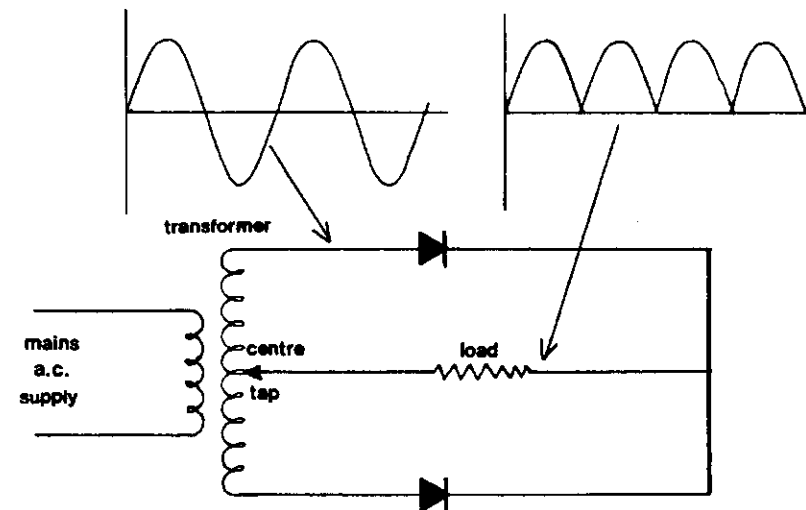 transformer
mains
a.c.
supply
centre
tap
load